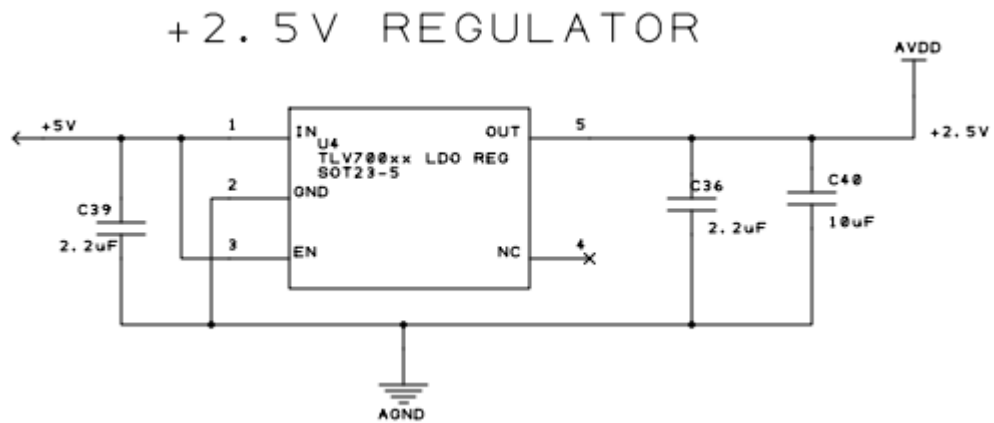 +2.5V REGULATOR
AVDD
+5V
1
IN
OUT
5
+2.5V
U4
TLV700xx LDO REG
SOT23-5
2
GND
C39
2.2uF
3
EN
NC
4
C36
2.2uF
C40
10uF
AGND